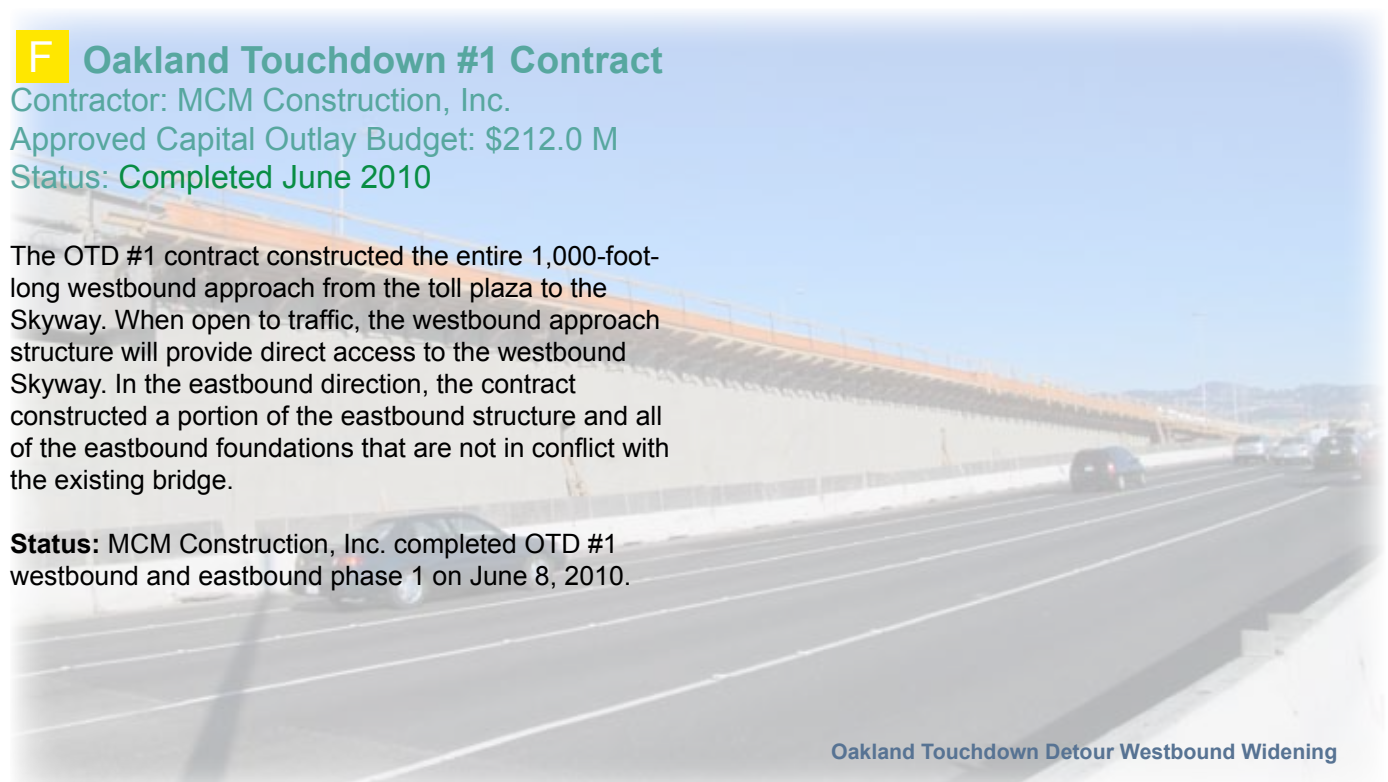 F Oakland Touchdown #1 Contract
Contractor: MCM Construction, Inc.
Approved Capital Outlay Budget: $212.0 M
Status: Completed June 2010
The OTD #1 contract constructed the entire 1,000-foot-
long westbound approach from the toll plaza to the
Skyway. When open to traffic, the westbound approach
structure will provide direct access to the westbound
Skyway. In the eastbound direction, the contract
constructed a portion of the eastbound structure and all
of the eastbound foundations that are not in conflict with
the existing bridge.
Status: MCM Construction, Inc. completed OTD #1
westbound and eastbound phase 1 on June 8, 2010.
Oakland Touchdown Detour Westbound Widening